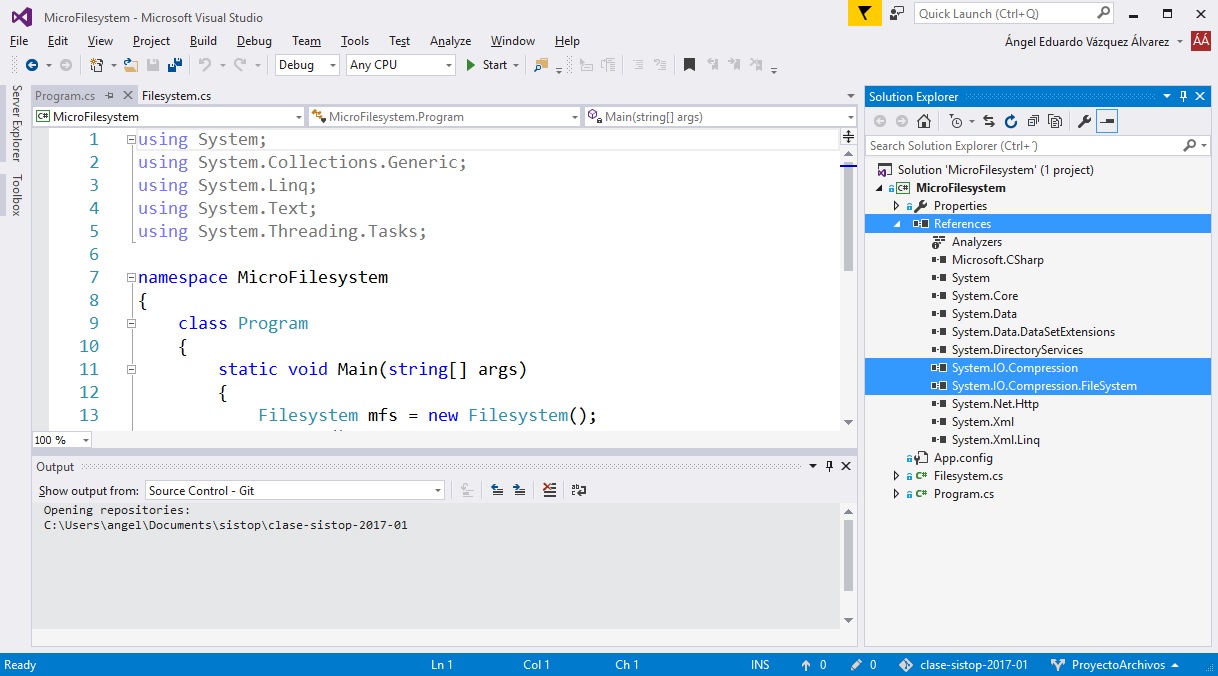 MicroFilesystem - Microsoft Visual Studio
Quick Launch (Ctrl+Q)
File Edit View Project Build Debug Team Tools Test Analyze Window Help
Ángel Eduardo Vázquez Álvarez ÁÁ
Debug Any CPU Start
Server Explorer
Toolbox
Program.cs Filesystem.cs
C# MicroFilesystem MicroFilesystem.Program Main(string[] args)
1 using System;
2 using System.Collections.Generic;
3 using System.Linq;
4 using System.Text;
5 using System.Threading.Tasks;
6
7 namespace MicroFilesystem
8 {
9 class Program
10 {
11 static void Main(string[] args)
12 {
13 Filesystem mfs = new Filesystem();
100 %
Output
Show output from: Source Control - Git
Opening repositories:
C:\Users\angel\Documents\sistop\clase-sistop-2017-01
Solution Explorer
Search Solution Explorer (Ctrl+´)
Solution 'MicroFilesystem' (1 project)
C# MicroFilesystem
Properties
References
Analyzers
Microsoft.CSharp
System
System.Core
System.Data
System.Data.DataSetExtensions
System.DirectoryServices
System.IO.Compression
System.IO.Compression.FileSystem
System.Net.Http
System.Xml
System.Xml.Linq
App.config
C# Filesystem.cs
C# Program.cs
Ready Ln 1 Col 1 Ch 1 INS 0 0 clase-sistop-2017-01 ProyectoArchivos